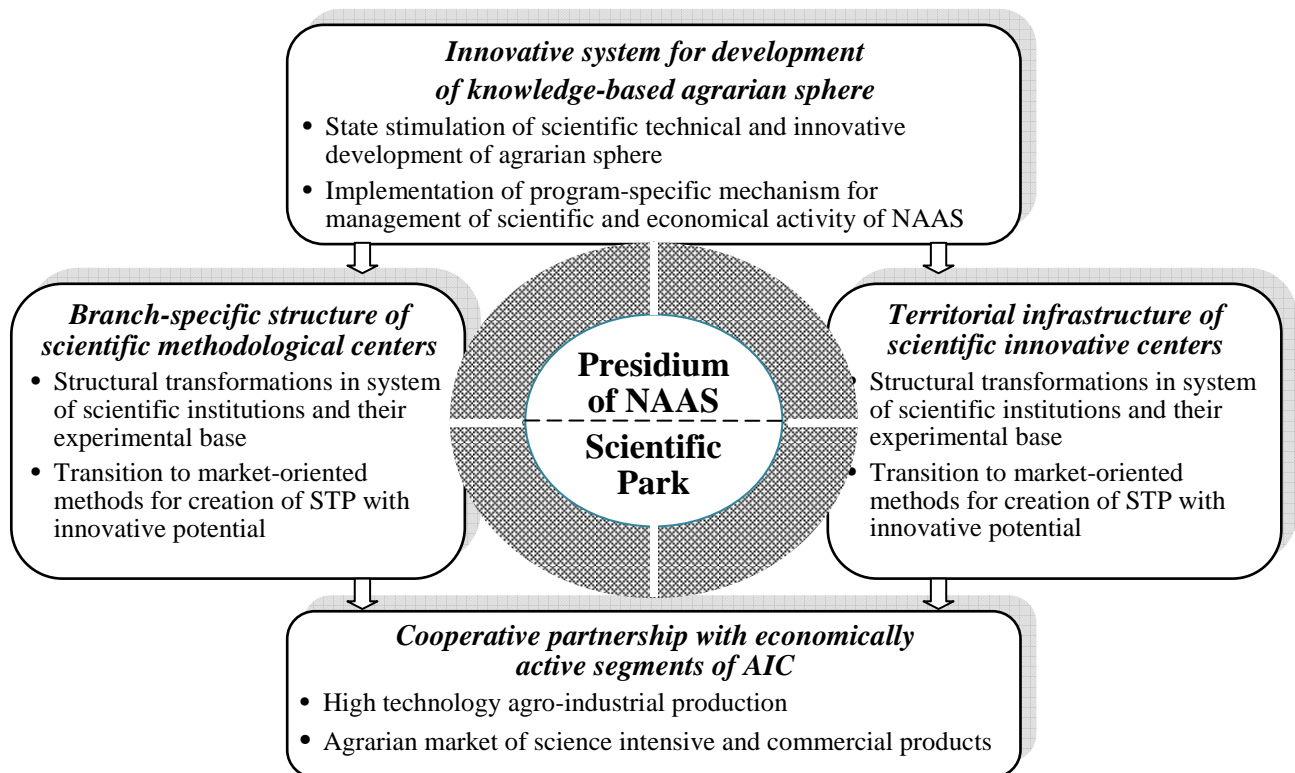 Innovative system for development
of knowledge-based agrarian sphere
• State stimulation of scientific technical and innovative
development of agrarian sphere
• Implementation of program-specific mechanism for
management of scientific and economical activity of NAAS
Branch-specific structure of
scientific methodological centers
• Structural transformations in system
of scientific institutions and their
experimental base
• Transition to market-oriented
methods for creation of STP with
innovative potential
Presidium
of NAAS
Scientific
Park
Territorial infrastructure of
scientific innovative centers
• Structural transformations in system
of scientific institutions and their
experimental base
• Transition to market-oriented
methods for creation of STP with
innovative potential
Cooperative partnership with economically
active segments of AIC
• High technology agro-industrial production
• Agrarian market of science intensive and commercial products